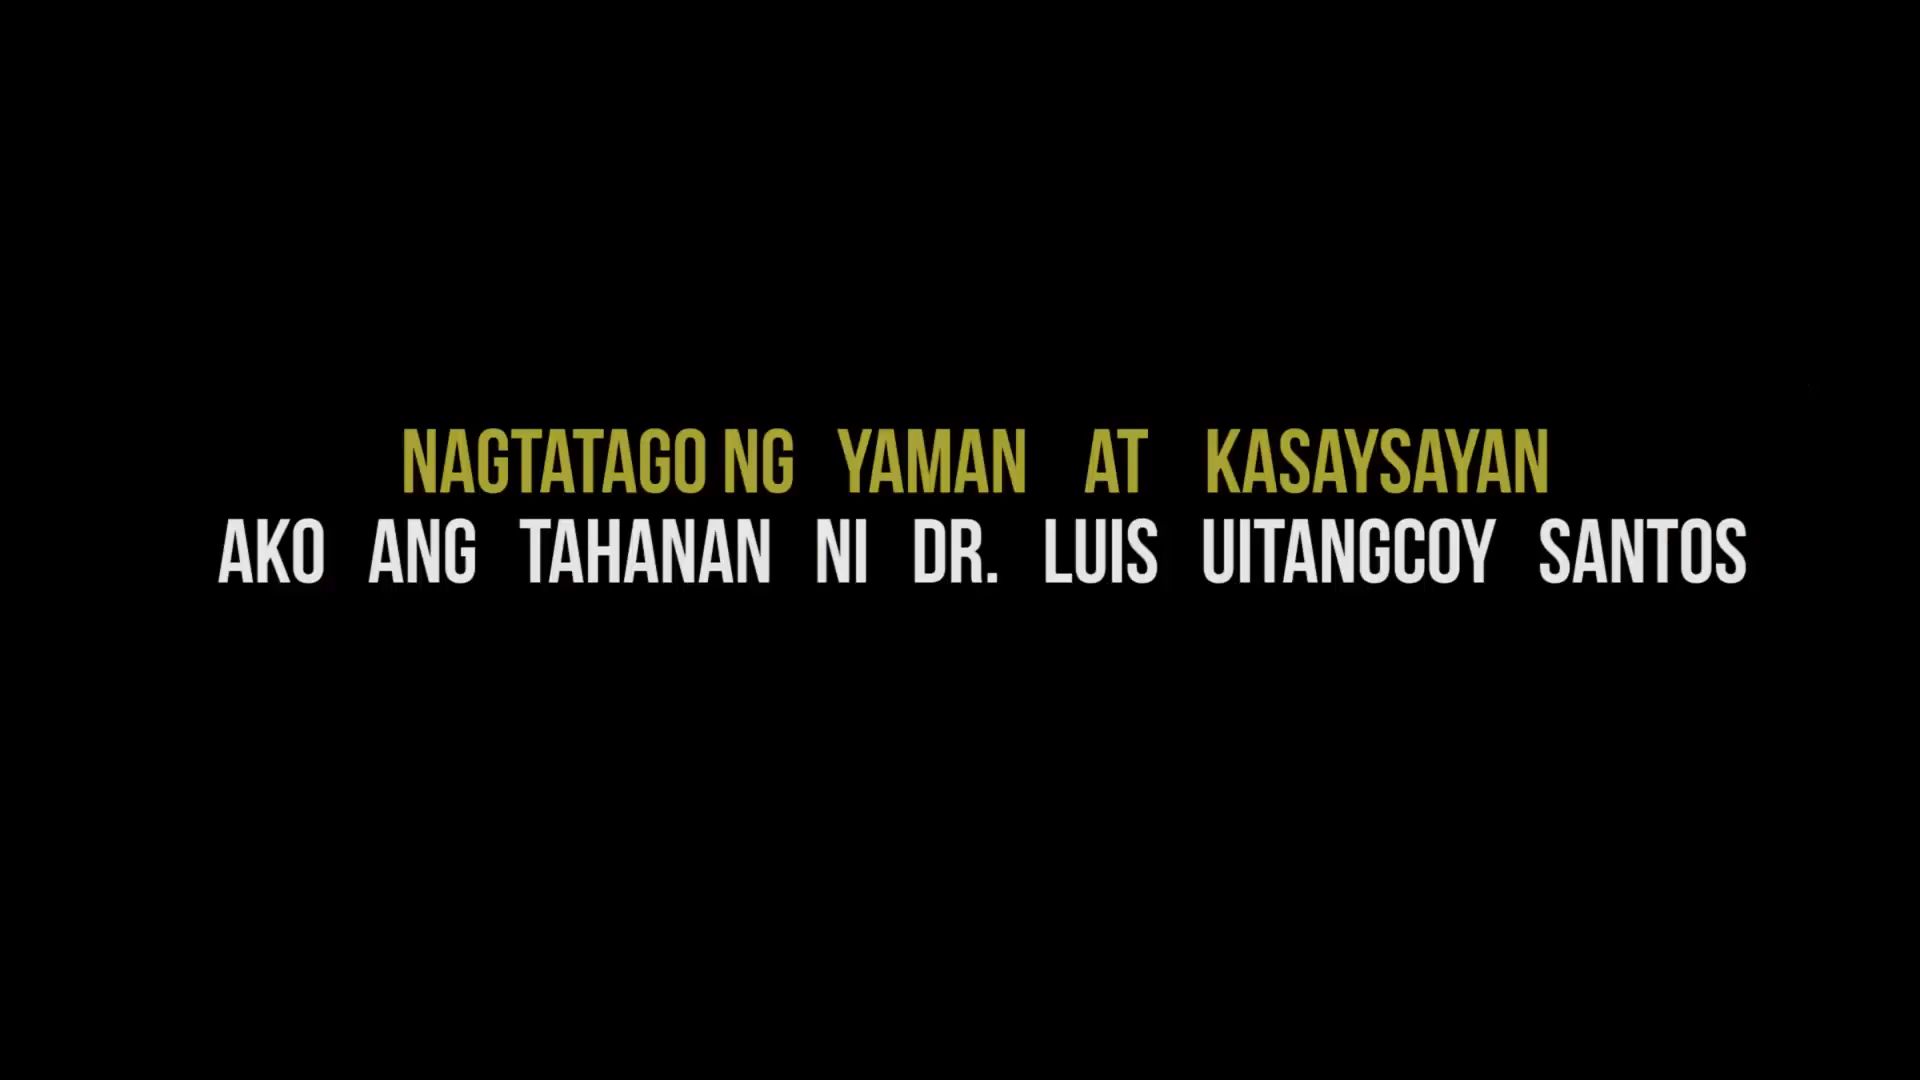 NAGTATAGO NG YAMAN AT KASAYSAYAN
AKO ANG TAHANAN NI DR. LUIS UITANGCOY SANTOS